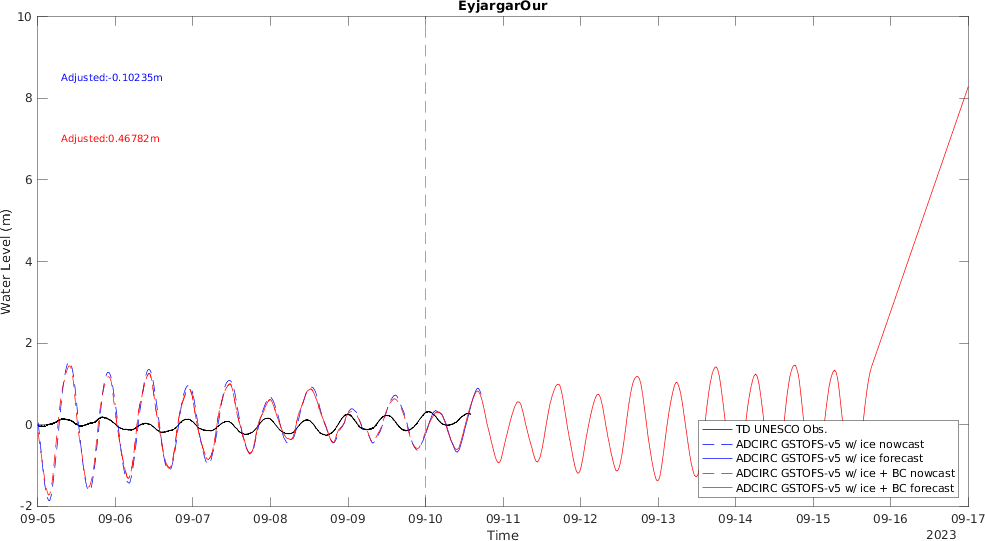 EyjargarOur
10
8
6
4
2
0
-2
Water Level (m)
Adjusted:-0.10235m
Adjusted:0.46782m
TD UNESCO Obs.
ADCIRC GSTOFS-v5 w/ ice nowcast
ADCIRC GSTOFS-v5 w/ ice forecast
ADCIRC GSTOFS-v5 w/ ice + BC nowcast
ADCIRC GSTOFS-v5 w/ ice + BC forecast
09-05 09-06 09-07 09-08 09-09 09-10 09-11 09-12 09-13 09-14 09-15 09-16 09-17
Time
2023